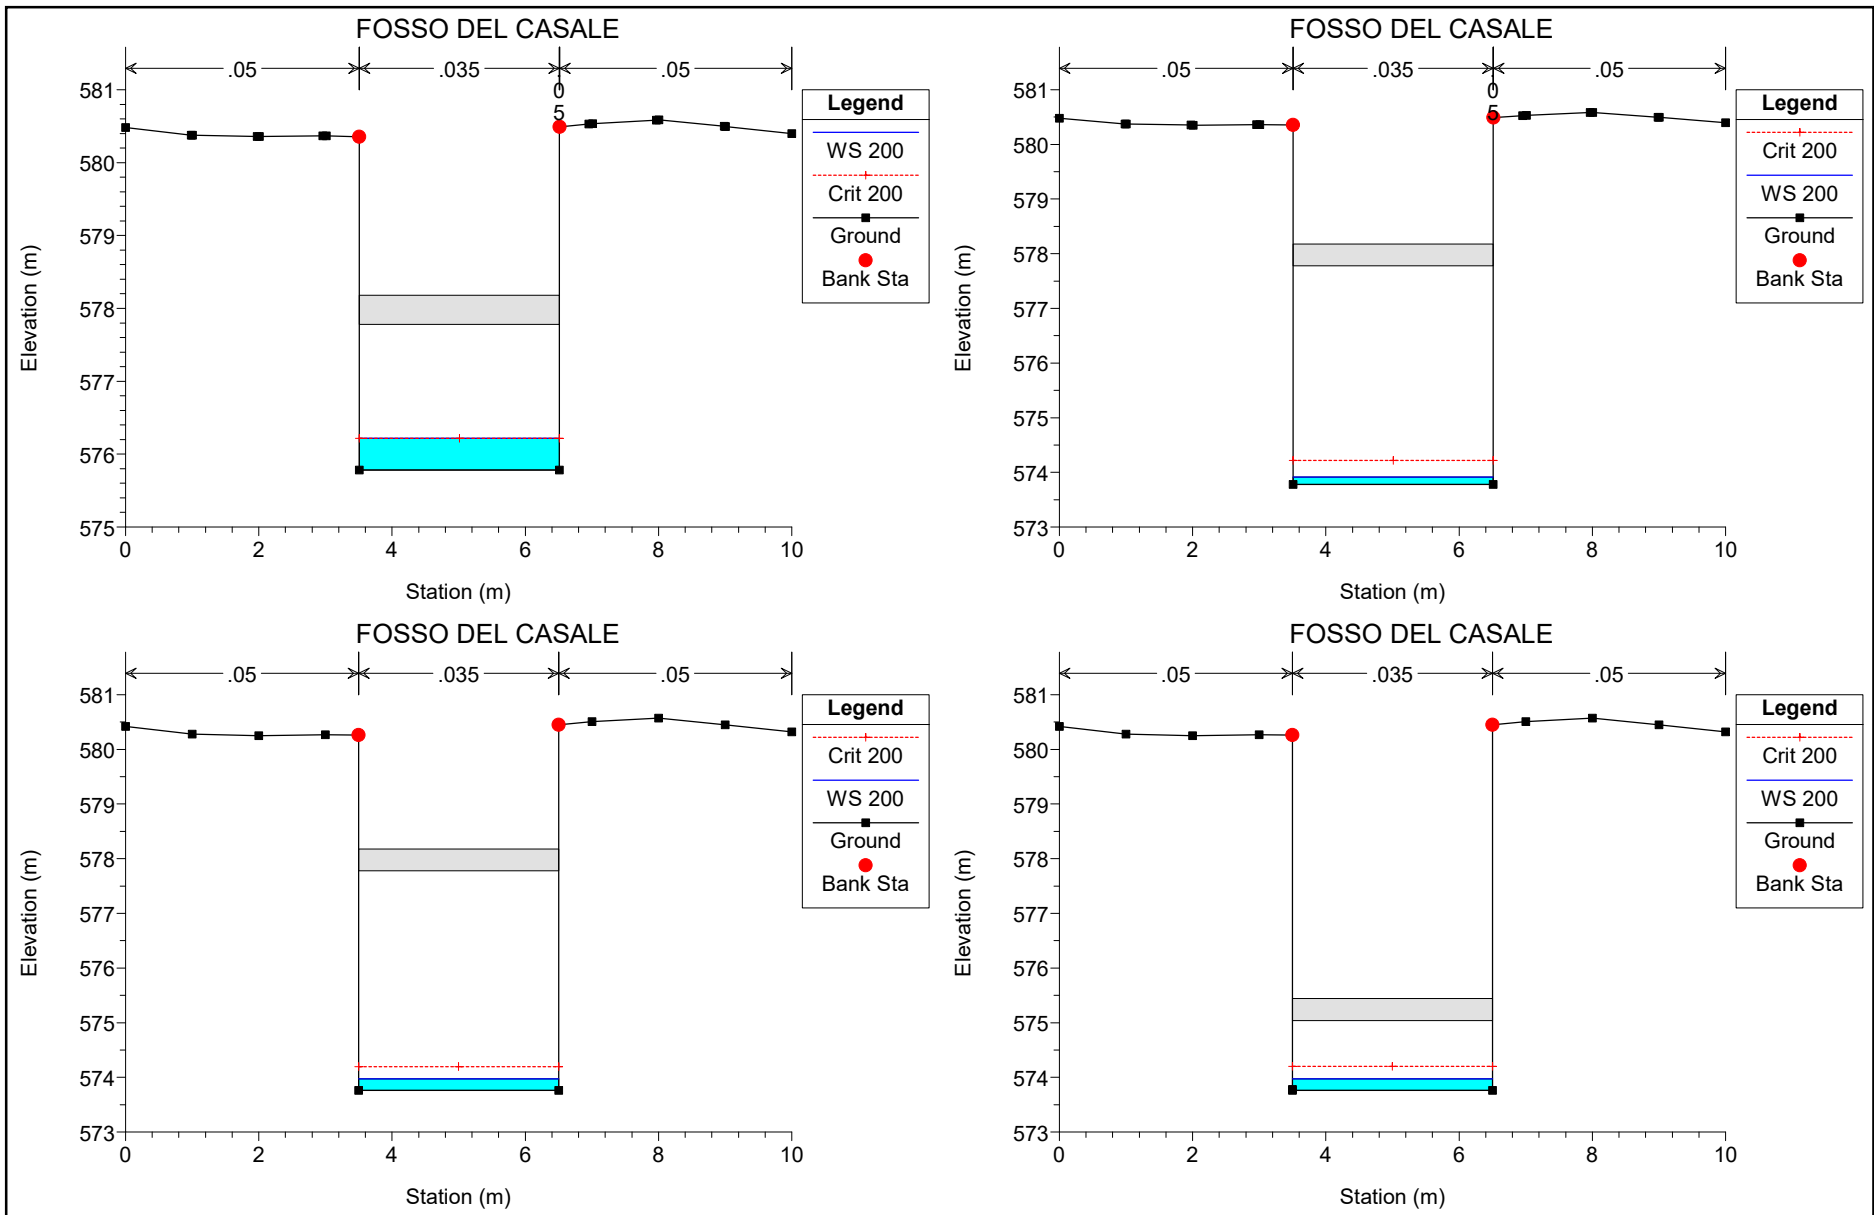 FOSSO DEL CASALE
.05 .035 .05
.05
581
580
579
578
577
576
575
0 2 4 6 8 10
Elevation (m)
Station (m)
Legend
WS 200
Crit 200
Ground
Bank Sta
FOSSO DEL CASALE
.05 .035 .05
.05
581
580
579
578
577
576
575
574
573
0 2 4 6 8 10
Elevation (m)
Station (m)
Legend
Crit 200
WS 200
Ground
Bank Sta
FOSSO DEL CASALE
.05 .035 .05
581
580
579
578
577
576
575
574
573
0 2 4 6 8 10
Elevation (m)
Station (m)
Legend
Crit 200
WS 200
Ground
Bank Sta
FOSSO DEL CASALE
.05 .035 .05
581
580
579
578
577
576
575
574
573
0 2 4 6 8 10
Elevation (m)
Station (m)
Legend
Crit 200
WS 200
Ground
Bank Sta